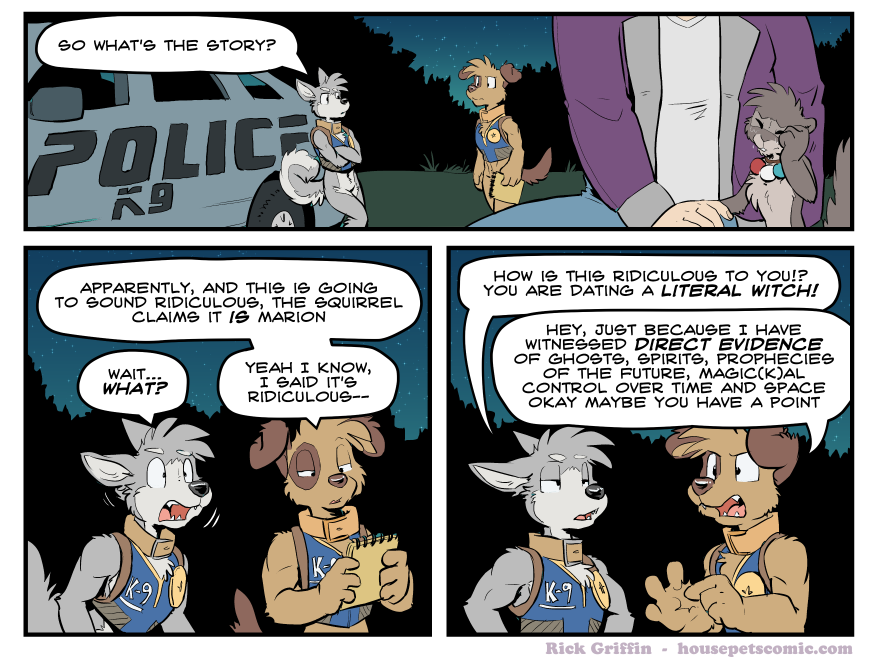 SO WHAT'S THE STORY?
POLICE
K9
APPARENTLY, AND THIS IS GOING
TO SOUND RIDICULOUS, THE SQUIRREL
CLAIMS IT IS MARION
WAIT...
WHAT?
YEAH I KNOW,
I SAID IT'S
RIDICULOUS--
K-9
K-9
HOW IS THIS RIDICULOUS TO YOU!?
YOU ARE DATING A LITERAL WITCH!
HEY, JUST BECAUSE I HAVE
WITNESSED DIRECT EVIDENCE
OF GHOSTS, SPIRITS, PROPHECIES
OF THE FUTURE, MAGIC(K)AL
CONTROL OVER TIME AND SPACE
OKAY MAYBE YOU HAVE A POINT
K-9
Rick Griffin - housepetscomic.com